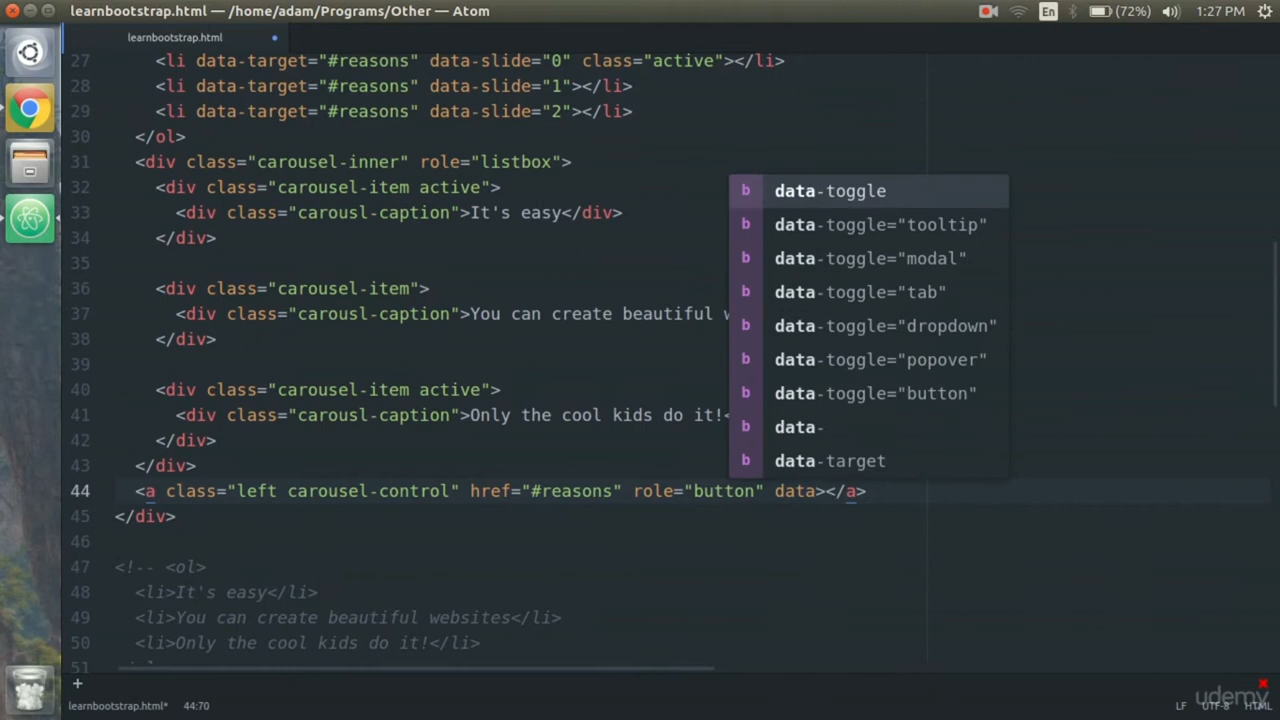 learnbootstrap.html — /home/adam/Programs/Other — Atom
En
(72%)
1:27 PM
learnbootstrap.html
27 <li data-target="#reasons" data-slide="0" class="active"></li>
28 <li data-target="#reasons" data-slide="1"></li>
29 <li data-target="#reasons" data-slide="2"></li>
30 </ol>
31 <div class="carousel-inner" role="listbox">
32 <div class="carousel-item active">
33 <div class="carousl-caption">It's easy</div>
34 </div>
35
36 <div class="carousel-item">
37 <div class="carousl-caption">You can create beautiful
38 </div>
39
40 <div class="carousel-item active">
41 <div class="carousl-caption">Only the cool kids do it!<
42 </div>
43 </div>
44 <a class="left carousel-control" href="#reasons" role="button" data></a>
45 </div>
46
47 <!-- <ol>
48 <li>It's easy</li>
49 <li>You can create beautiful websites</li>
50 <li>Only the cool kids do it!</li>
51
b data-toggle
b data-toggle="tooltip"
b data-toggle="modal"
b data-toggle="tab"
b data-toggle="dropdown"
b data-toggle="popover"
b data-toggle="button"
b data-
b data-target
+
learnbootstrap.html* 44:70
LF UTF-8 HTML
udemy